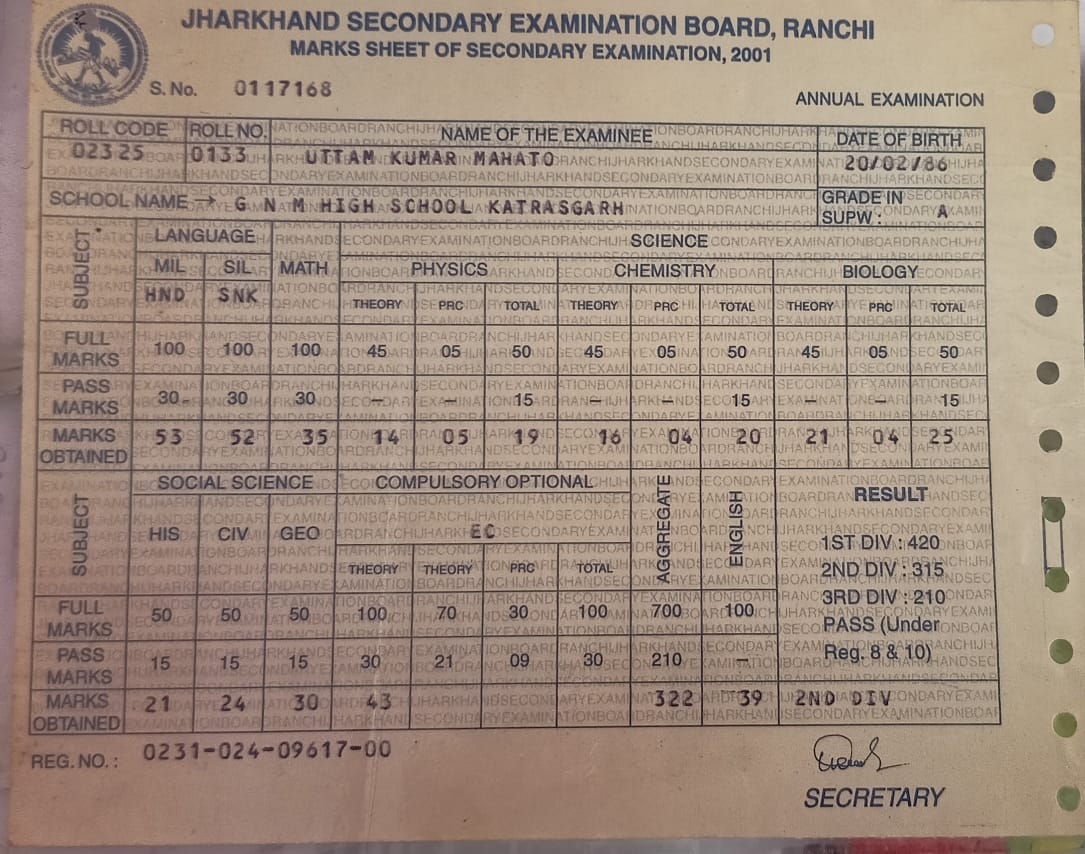 JHARKHAND SECONDARY EXAMINATION BOARD, RANCHI
MARKS SHEET OF SECONDARY EXAMINATION, 2001
S. No. 0117168
ANNUAL EXAMINATION
ROLL CODE ROLL NO. NAME OF THE EXAMINEE DATE OF BIRTH
02325 0133 UTTAM KUMAR MAHATO 20/02/86
SCHOOL NAME → G N M HIGH SCHOOL KATRASGARH GRADE IN SUPW : A
SUBJECT LANGUAGE MATH SCIENCE
MIL SIL PHYSICS CHEMISTRY BIOLOGY
HND SNK THEORY PRC TOTAL THEORY PRC TOTAL THEORY PRC TOTAL
FULL MARKS 100 100 100 45 05 50 45 05 50 45 05 50
PASS MARKS 30 30 30 – – 15 – – 15 – – 15
MARKS OBTAINED 53 52 35 14 05 19 16 04 20 21 04 25
SUBJECT SOCIAL SCIENCE COMPULSORY OPTIONAL AGGREGATE ENGLISH RESULT
HIS CIV GEO EC
THEORY THEORY PRC TOTAL
1ST DIV : 420
2ND DIV : 315
3RD DIV : 210
PASS (Under
Reg. 8 & 10)
FULL MARKS 50 50 50 100 70 30 100 700 100
PASS MARKS 15 15 15 30 21 09 30 210 –
MARKS OBTAINED 21 24 30 43 322 39 2ND DIV
REG. NO. : 0231-024-09617-00
SECRETARY